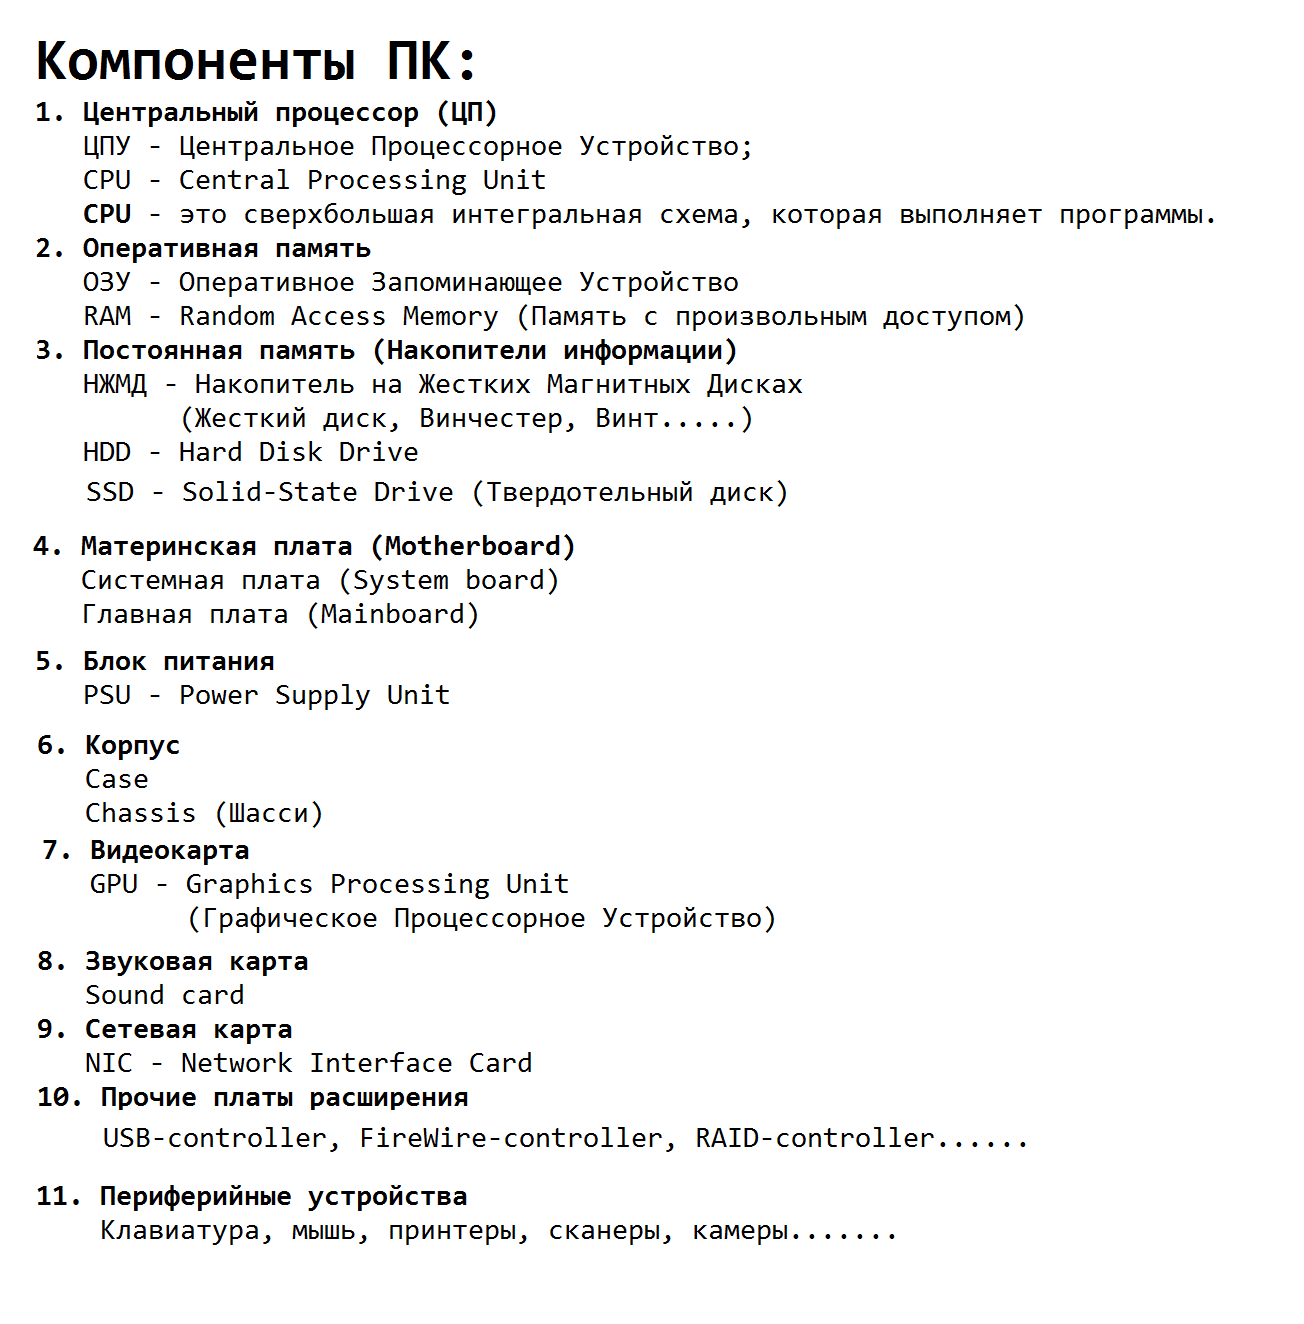 Компоненты ПК:
1. Центральный процессор (ЦП)
ЦПУ - Центральное Процессорное Устройство;
CPU - Central Processing Unit
CPU - это сверхбольшая интегральная схема, которая выполняет программы.
2. Оперативная память
ОЗУ - Оперативное Запоминающее Устройство
RAM - Random Access Memory (Память с произвольным доступом)
3. Постоянная память (Накопители информации)
НЖМД - Накопитель на Жестких Магнитных Дисках
(Жесткий диск, Винчестер, Винт.....)
HDD - Hard Disk Drive
SSD - Solid-State Drive (Твердотельный диск)
4. Материнская плата (Motherboard)
Системная плата (System board)
Главная плата (Mainboard)
5. Блок питания
PSU - Power Supply Unit
6. Корпус
Case
Chassis (Шасси)
7. Видеокарта
GPU - Graphics Processing Unit
(Графическое Процессорное Устройство)
8. Звуковая карта
Sound card
9. Сетевая карта
NIC - Network Interface Card
10. Прочие платы расширения
USB-controller, FireWire-controller, RAID-controller......
11. Периферийные устройства
Клавиатура, мышь, принтеры, сканеры, камеры.......